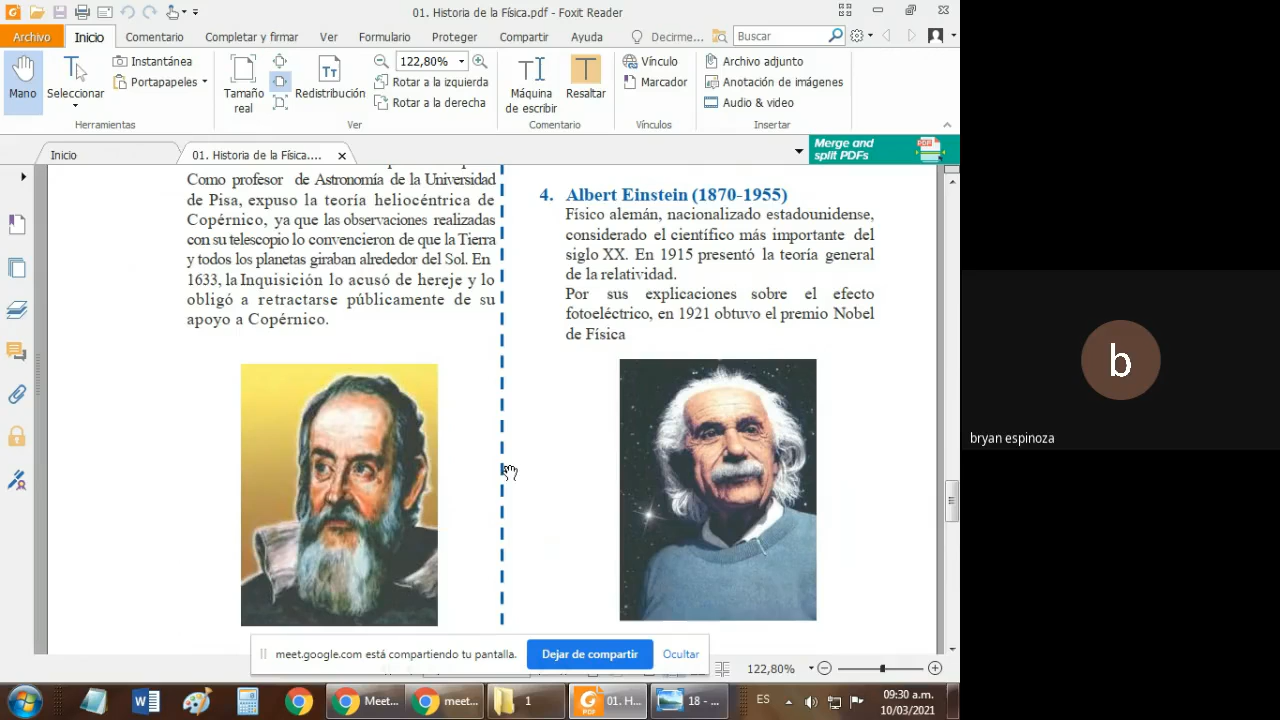 01. Historia de la Física.pdf - Foxit Reader
Archivo Inicio Comentario Completar y firmar Ver Formulario Proteger Compartir Ayuda Decirme... Buscar
Mano
Seleccionar
Instantánea
Portapapeles
Herramientas
Tamaño real
Redistribución
122,80%
Rotar a la izquierda
Rotar a la derecha
Ver
Máquina de escribir
Resaltar
Comentario
Vínculo
Marcador
Vínculos
Archivo adjunto
Anotación de imágenes
Audio & video
Insertar
Inicio
01. Historia de la Física....
Merge and
split PDFs
Como profesor de Astronomía de la Universidad
de Pisa, expuso la teoría heliocéntrica de
Copérnico, ya que las observaciones realizadas
con su telescopio lo convencieron de que la Tierra
y todos los planetas giraban alrededor del Sol. En
1633, la Inquisición lo acusó de hereje y lo
obligó a retractarse públicamente de su
apoyo a Copérnico.
4. Albert Einstein (1870-1955)
Físico alemán, nacionalizado estadounidense,
considerado el científico más importante del
siglo XX. En 1915 presentó la teoría general
de la relatividad.
Por sus explicaciones sobre el efecto
fotoeléctrico, en 1921 obtuvo el premio Nobel
de Física
b
bryan espinoza
meet.google.com está compartiendo tu pantalla. Dejar de compartir Ocultar
122,80%
Meet... meet... 1 01. H... 18 - ... ES
09:30 a.m.
10/03/2021